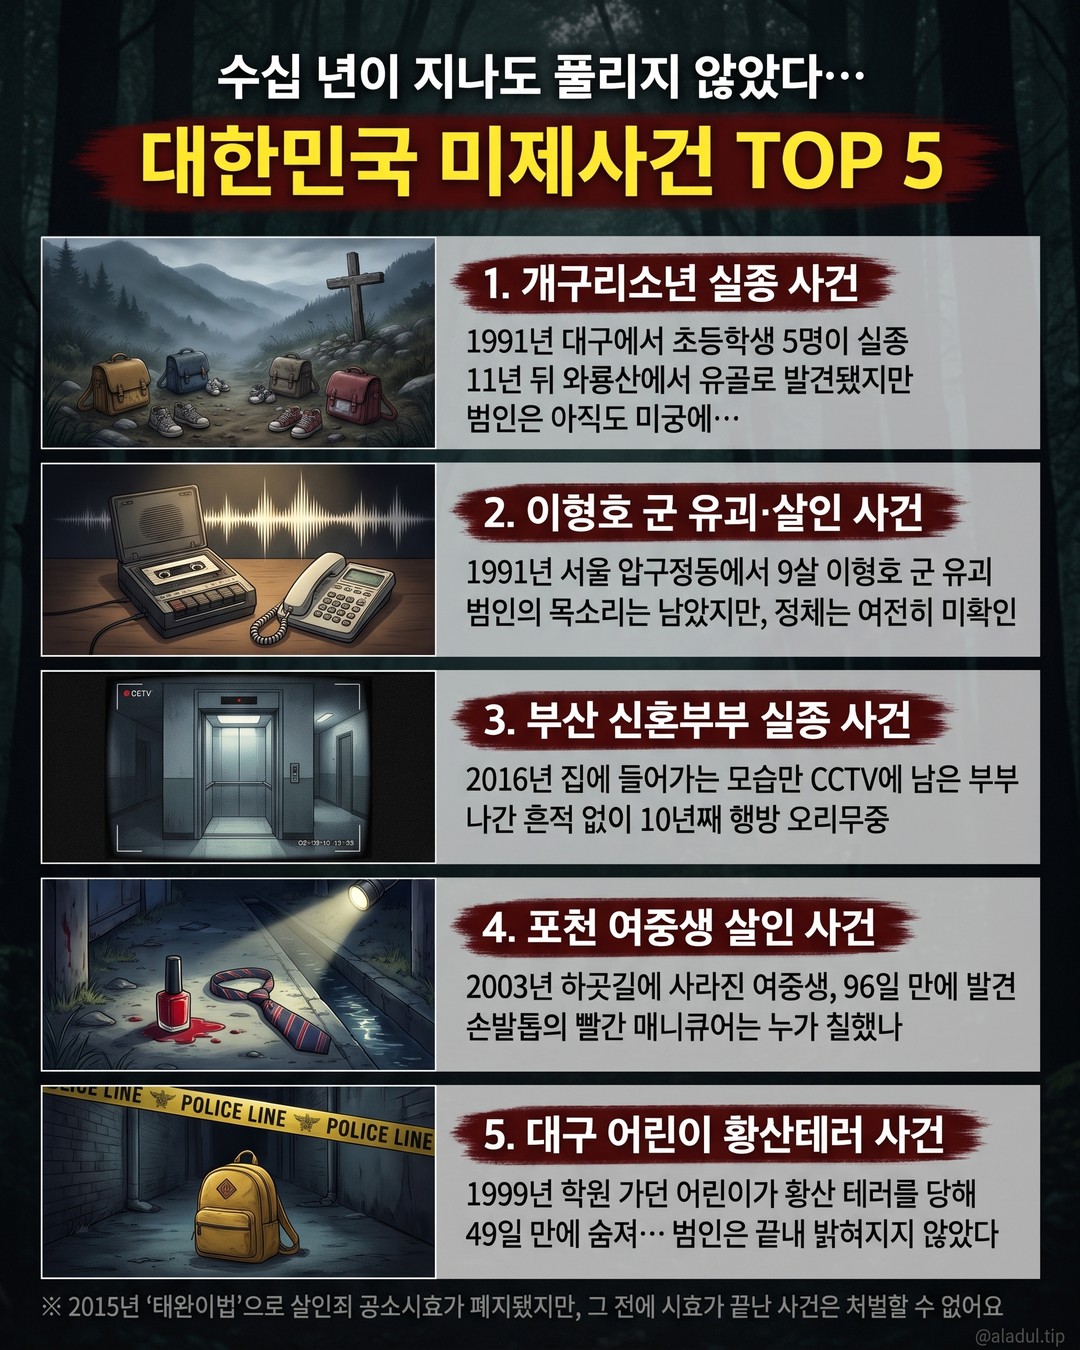 수십 년이 지나도 풀리지 않았다…
대한민국 미제사건 TOP 5
1. 개구리소년 실종 사건
1991년 대구에서 초등학생 5명이 실종
11년 뒤 와룡산에서 유골로 발견됐지만
범인은 아직도 미궁에…
2. 이형호 군 유괴·살인 사건
1991년 서울 압구정동에서 9살 이형호 군 유괴
범인의 목소리는 남았지만, 정체는 여전히 미확인
CETV
3. 부산 신혼부부 실종 사건
2016년 집에 들어가는 모습만 CCTV에 남은 부부
나간 흔적 없이 10년째 행방 오리무중
4. 포천 여중생 살인 사건
2003년 하굣길에 사라진 여중생, 96일 만에 발견
손발톱의 빨간 매니큐어는 누가 칠했나
POLICE LINE POLICE LINE POLICE LINE
5. 대구 어린이 황산테러 사건
1999년 학원 가던 어린이가 황산 테러를 당해
49일 만에 숨져… 범인은 끝내 밝혀지지 않았다
※ 2015년 ‘태완이법’으로 살인죄 공소시효가 폐지됐지만, 그 전에 시효가 끝난 사건은 처벌할 수 없어요
@aladul.tip